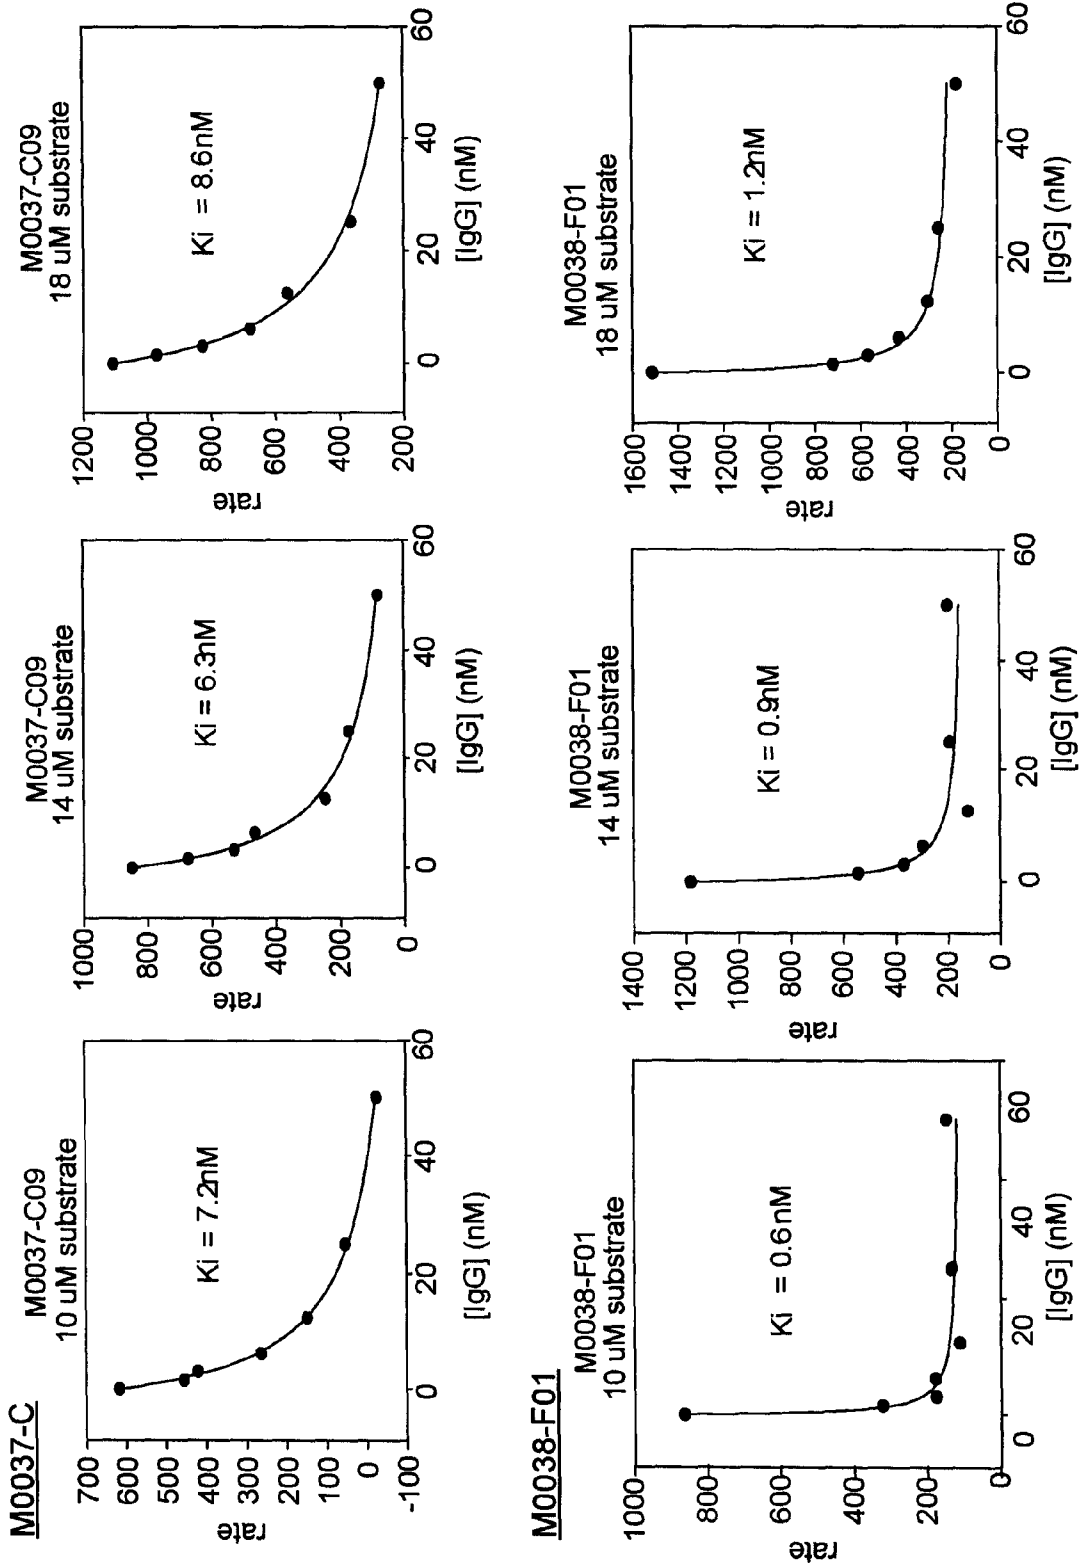 M0037-C
M0037-C09
10 uM substrate
700
600
500
400
300
200
100
0
-100
rate
Ki = 7.2nM
0
20
40
60
[IgG] (nM)
M0037-C09
14 uM substrate
1000
800
600
400
200
0
rate
Ki = 6.3nM
0
20
40
60
[IgG] (nM)
M0037-C09
18 uM substrate
1200
1000
800
600
400
200
rate
Ki = 8.6nM
0
20
40
60
[IgG] (nM)
M0038-F01
M0038-F01
10 uM substrate
1000
800
600
400
200
0
rate
Ki = 0.6nM
0
20
40
60
[IgG] (nM)
M0038-F01
14 uM substrate
1400
1200
1000
800
600
400
200
0
rate
Ki = 0.9nM
0
20
40
60
[IgG] (nM)
M0038-F01
18 uM substrate
1600
1400
1200
1000
800
600
400
200
0
rate
Ki = 1.2nM
0
20
40
60
[IgG] (nM)